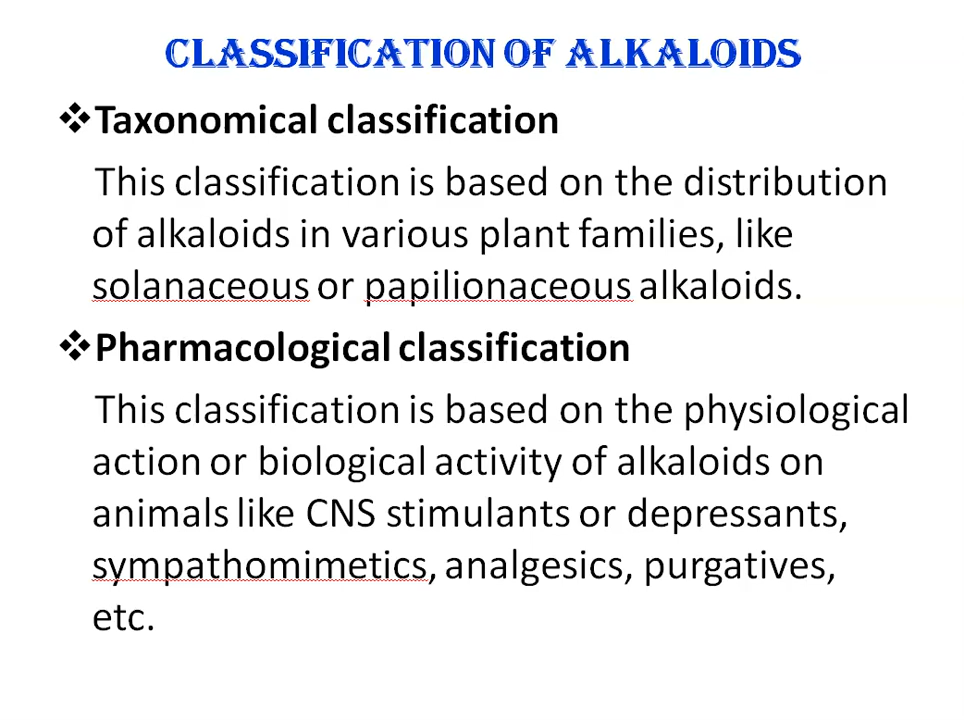 CLASSIFICATION OF ALKALOIDS
❖Taxonomical classification
This classification is based on the distribution
of alkaloids in various plant families, like
solanaceous or papilionaceous alkaloids.
❖Pharmacological classification
This classification is based on the physiological
action or biological activity of alkaloids on
animals like CNS stimulants or depressants,
sympathomimetics, analgesics, purgatives,
etc.